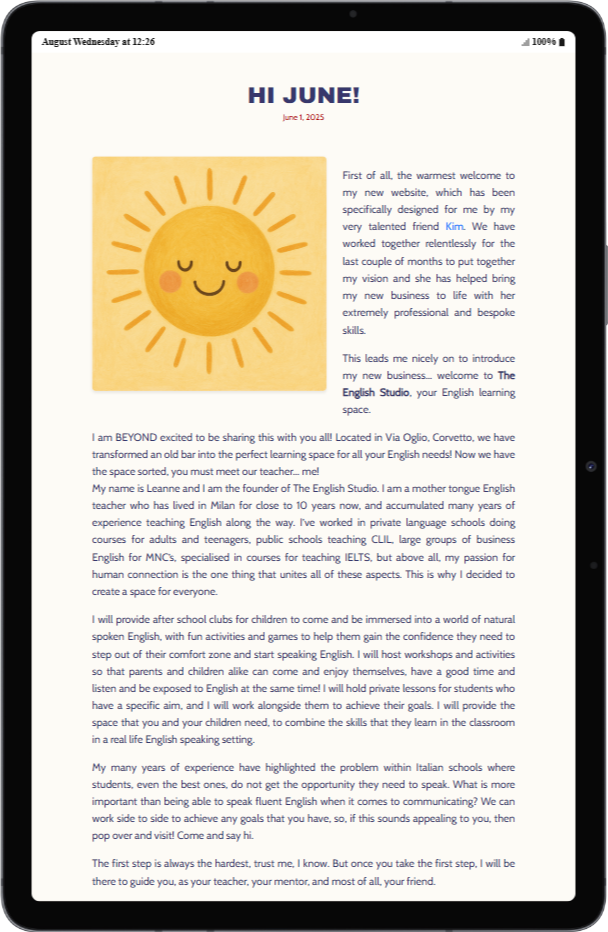 August Wednesday at 12:26
100%
HI JUNE!
June 1, 2025
First of all, the warmest welcome to
my new website, which has been
specifically designed for me by my
very talented friend Kim. We have
worked together relentlessly for the
last couple of months to put together
my vision and she has helped bring
my new business to life with her
extremely professional and bespoke
skills.
This leads me nicely on to introduce
my new business... welcome to The
English Studio, your English learning
space.
I am BEYOND excited to be sharing this with you all! Located in Via Oglio, Corvetto, we have
transformed an old bar into the perfect learning space for all your English needs! Now we have
the space sorted, you must meet our teacher... me!
My name is Leanne and I am the founder of The English Studio. I am a mother tongue English
teacher who has lived in Milan for close to 10 years now, and accumulated many years of
experience teaching English along the way. I've worked in private language schools doing
courses for adults and teenagers, public schools teaching CLIL, large groups of business
English for MNC's, specialised in courses for teaching IELTS, but above all, my passion for
human connection is the one thing that unites all of these aspects. This is why I decided to
create a space for everyone.
I will provide after school clubs for children to come and be immersed into a world of natural
spoken English, with fun activities and games to help them gain the confidence they need to
step out of their comfort zone and start speaking English. I will host workshops and activities
so that parents and children alike can come and enjoy themselves, have a good time and
listen and be exposed to English at the same time! I will hold private lessons for students who
have a specific aim, and I will work alongside them to achieve their goals. I will provide the
space that you and your children need, to combine the skills that they learn in the classroom
in a real life English speaking setting.
My many years of experience have highlighted the problem within Italian schools where
students, even the best ones, do not get the opportunity they need to speak. What is more
important than being able to speak fluent English when it comes to communicating? We can
work side to side to achieve any goals that you have, so, if this sounds appealing to you, then
pop over and visit! Come and say hi.
The first step is always the hardest, trust me, I know. But once you take the first step, I will be
there to guide you, as your teacher, your mentor, and most of all, your friend.